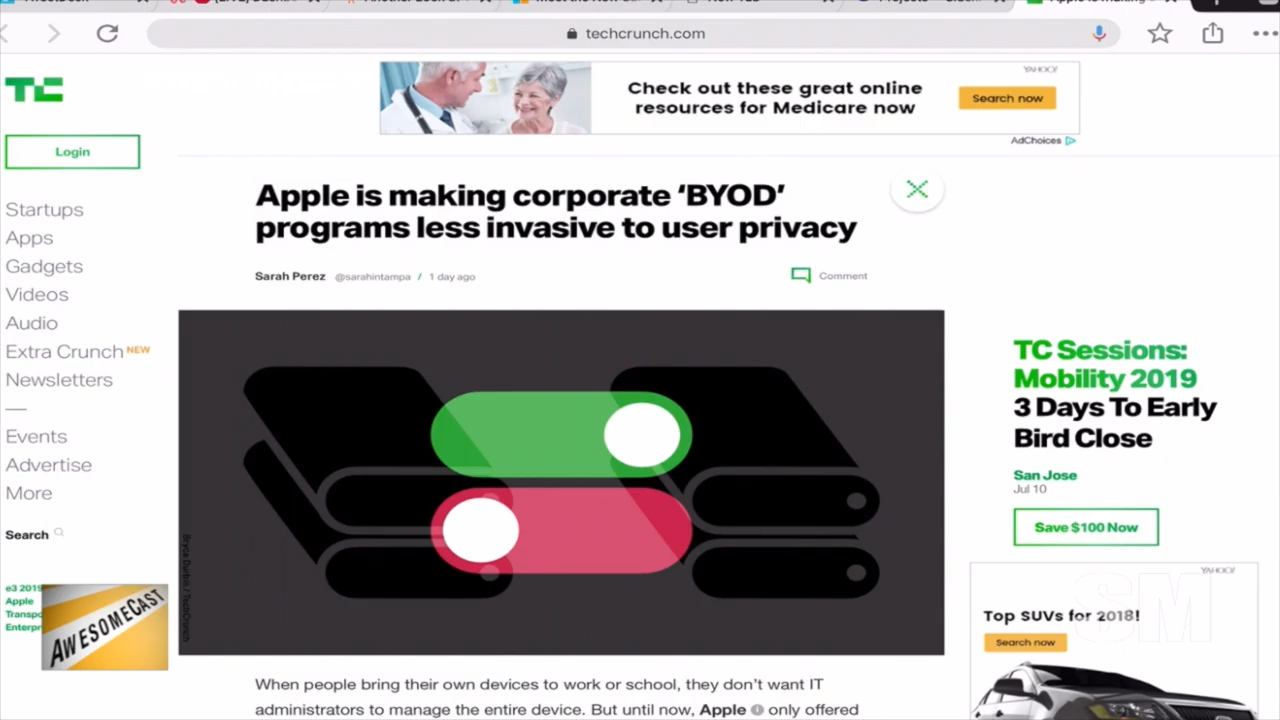 techcrunch.com
TC
Login
Startups
Apps
Gadgets
Videos
Audio
Extra Crunch NEW
Newsletters
Events
Advertise
More
Search
e3 2019
Apple
Transpo
Enterpr
AWESOMECAST
Check out these great online
resources for Medicare now
YAHOO!
Search now
AdChoices
Apple is making corporate ‘BYOD’
programs less invasive to user privacy
Sarah Perez @sarahintampa / 1 day ago
Comment
Bryce Durbin / TechCrunch
When people bring their own devices to work or school, they don’t want IT
administrators to manage the entire device. But until now, Apple only offered
TC Sessions:
Mobility 2019
3 Days To Early
Bird Close
San Jose
Jul 10
Save $100 Now
YAHOO!
Top SUVs for 2018!
Search now
SM